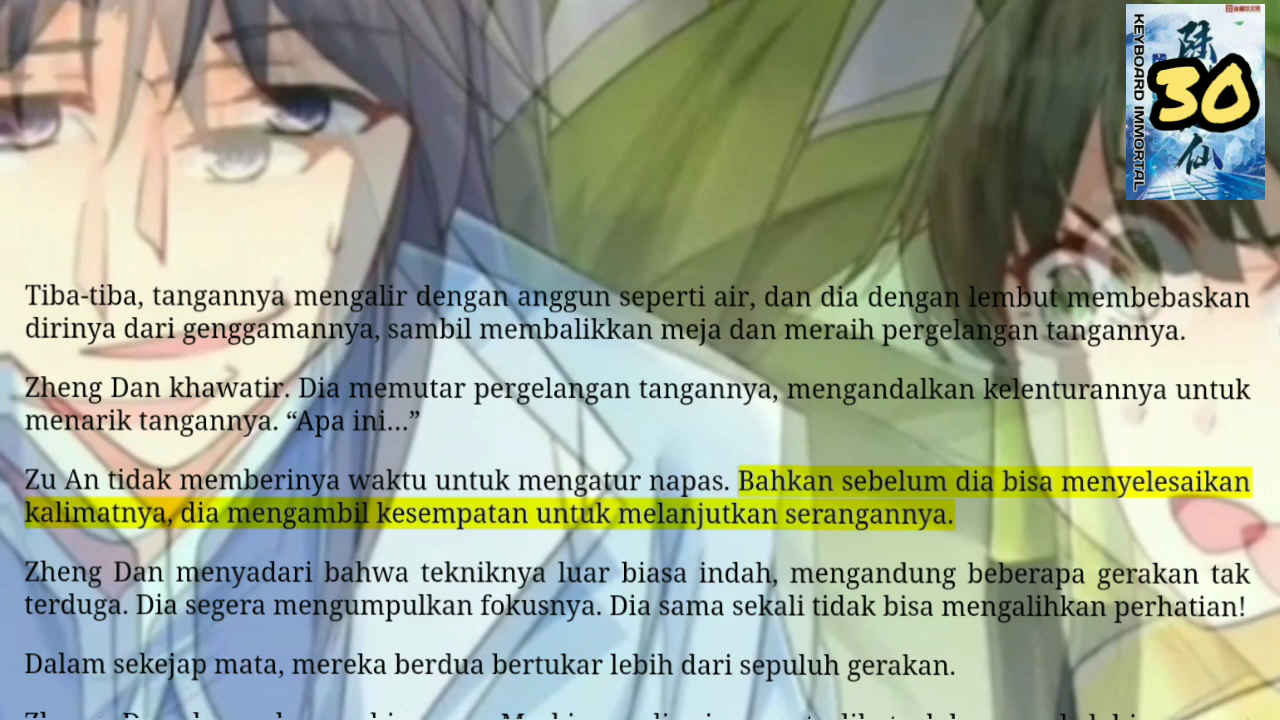 陆
仙
KEYBOARD IMMORTAL
30
Tiba-tiba, tangannya mengalir dengan anggun seperti air, dan dia dengan lembut membebaskan
dirinya dari genggamannya, sambil membalikkan meja dan meraih pergelangan tangannya.
Zheng Dan khawatir. Dia memutar pergelangan tangannya, mengandalkan kelenturannya untuk
menarik tangannya. “Apa ini...”
Zu An tidak memberinya waktu untuk mengatur napas. Bahkan sebelum dia bisa menyelesaikan
kalimatnya, dia mengambil kesempatan untuk melanjutkan serangannya.
Zheng Dan menyadari bahwa tekniknya luar biasa indah, mengandung beberapa gerakan tak
terduga. Dia segera mengumpulkan fokusnya. Dia sama sekali tidak bisa mengalihkan perhatian!
Dalam sekejap mata, mereka berdua bertukar lebih dari sepuluh gerakan.